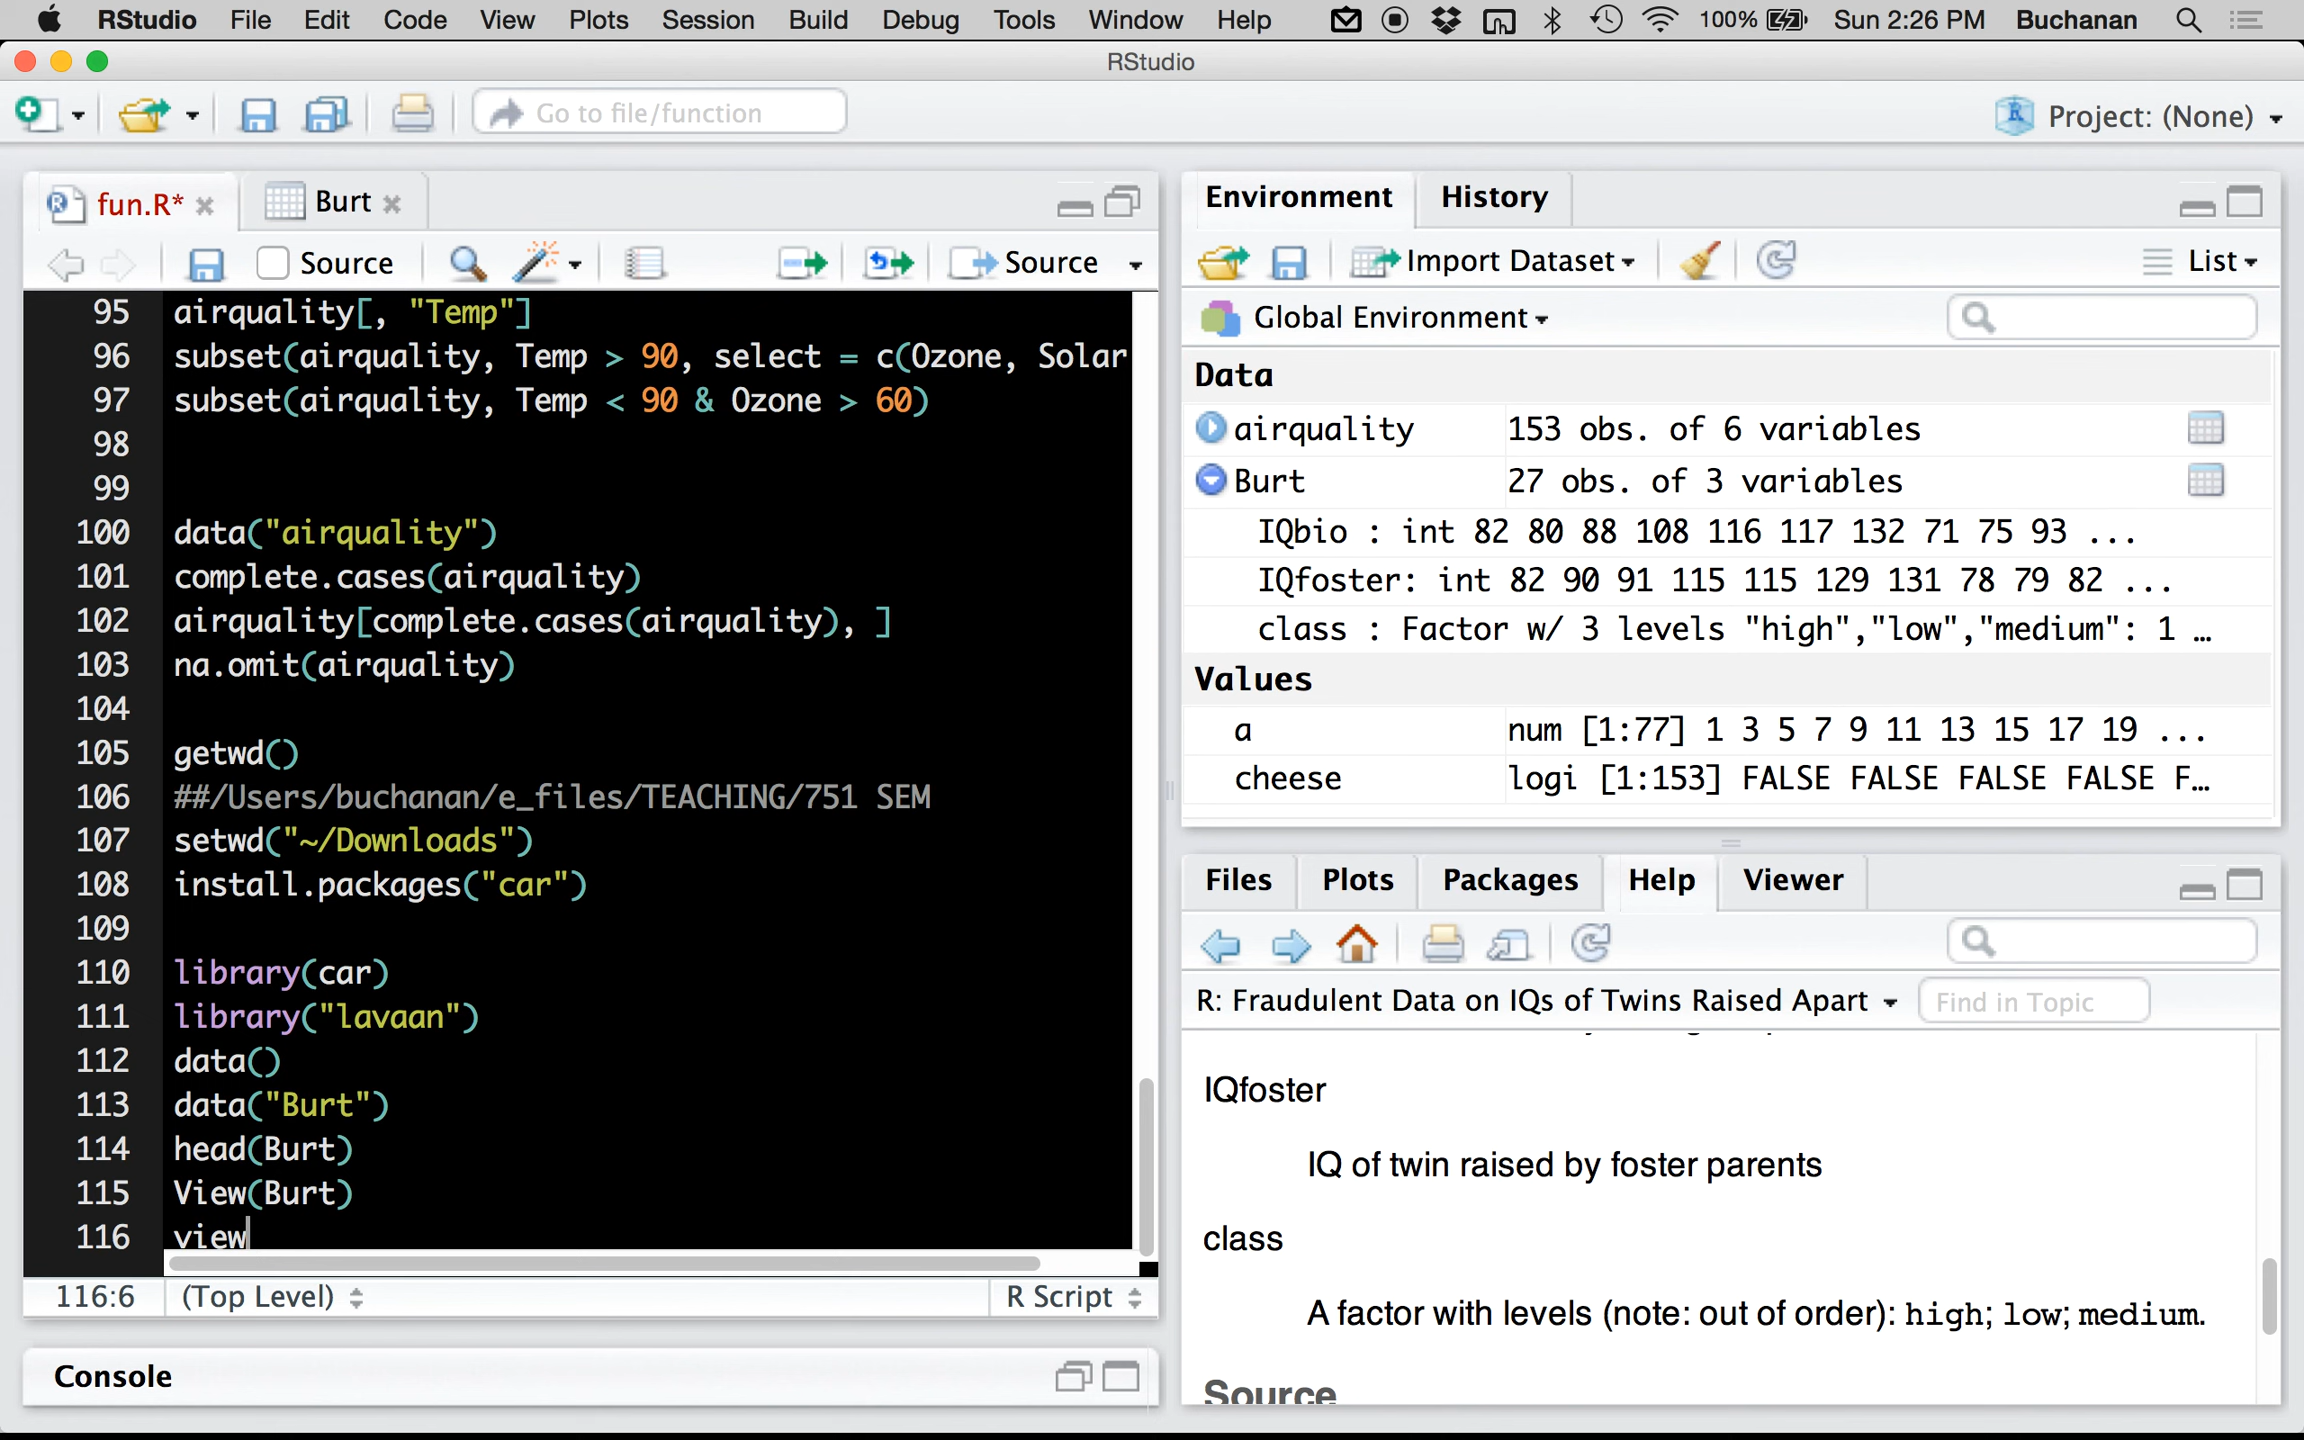 RStudio File Edit Code View Plots Session Build Debug Tools Window Help 100% Sun 2:26 PM Buchanan
RStudio
Go to file/function
Project: (None)
fun.R* Burt
Source Source
95 airquality[, "Temp"]
96 subset(airquality, Temp > 90, select = c(Ozone, Solar
97 subset(airquality, Temp < 90 & Ozone > 60)
98
99
100 data("airquality")
101 complete.cases(airquality)
102 airquality[complete.cases(airquality), ]
103 na.omit(airquality)
104
105 getwd()
106 ##/Users/buchanan/e_files/TEACHING/751 SEM
107 setwd("~/Downloads")
108 install.packages("car")
109
110 library(car)
111 library("lavaan")
112 data()
113 data("Burt")
114 head(Burt)
115 View(Burt)
116 view
116:6 (Top Level) R Script
Console
Environment History
Import Dataset List
Global Environment
Data
airquality 153 obs. of 6 variables
Burt 27 obs. of 3 variables
IQbio : int 82 80 88 108 116 117 132 71 75 93 ...
IQfoster: int 82 90 91 115 115 129 131 78 79 82 ...
class : Factor w/ 3 levels "high","low","medium": 1 …
Values
a num [1:77] 1 3 5 7 9 11 13 15 17 19 ...
cheese logi [1:153] FALSE FALSE FALSE FALSE F…
Files Plots Packages Help Viewer
R: Fraudulent Data on IQs of Twins Raised Apart Find in Topic
IQfoster
IQ of twin raised by foster parents
class
A factor with levels (note: out of order): high; low; medium.
Source